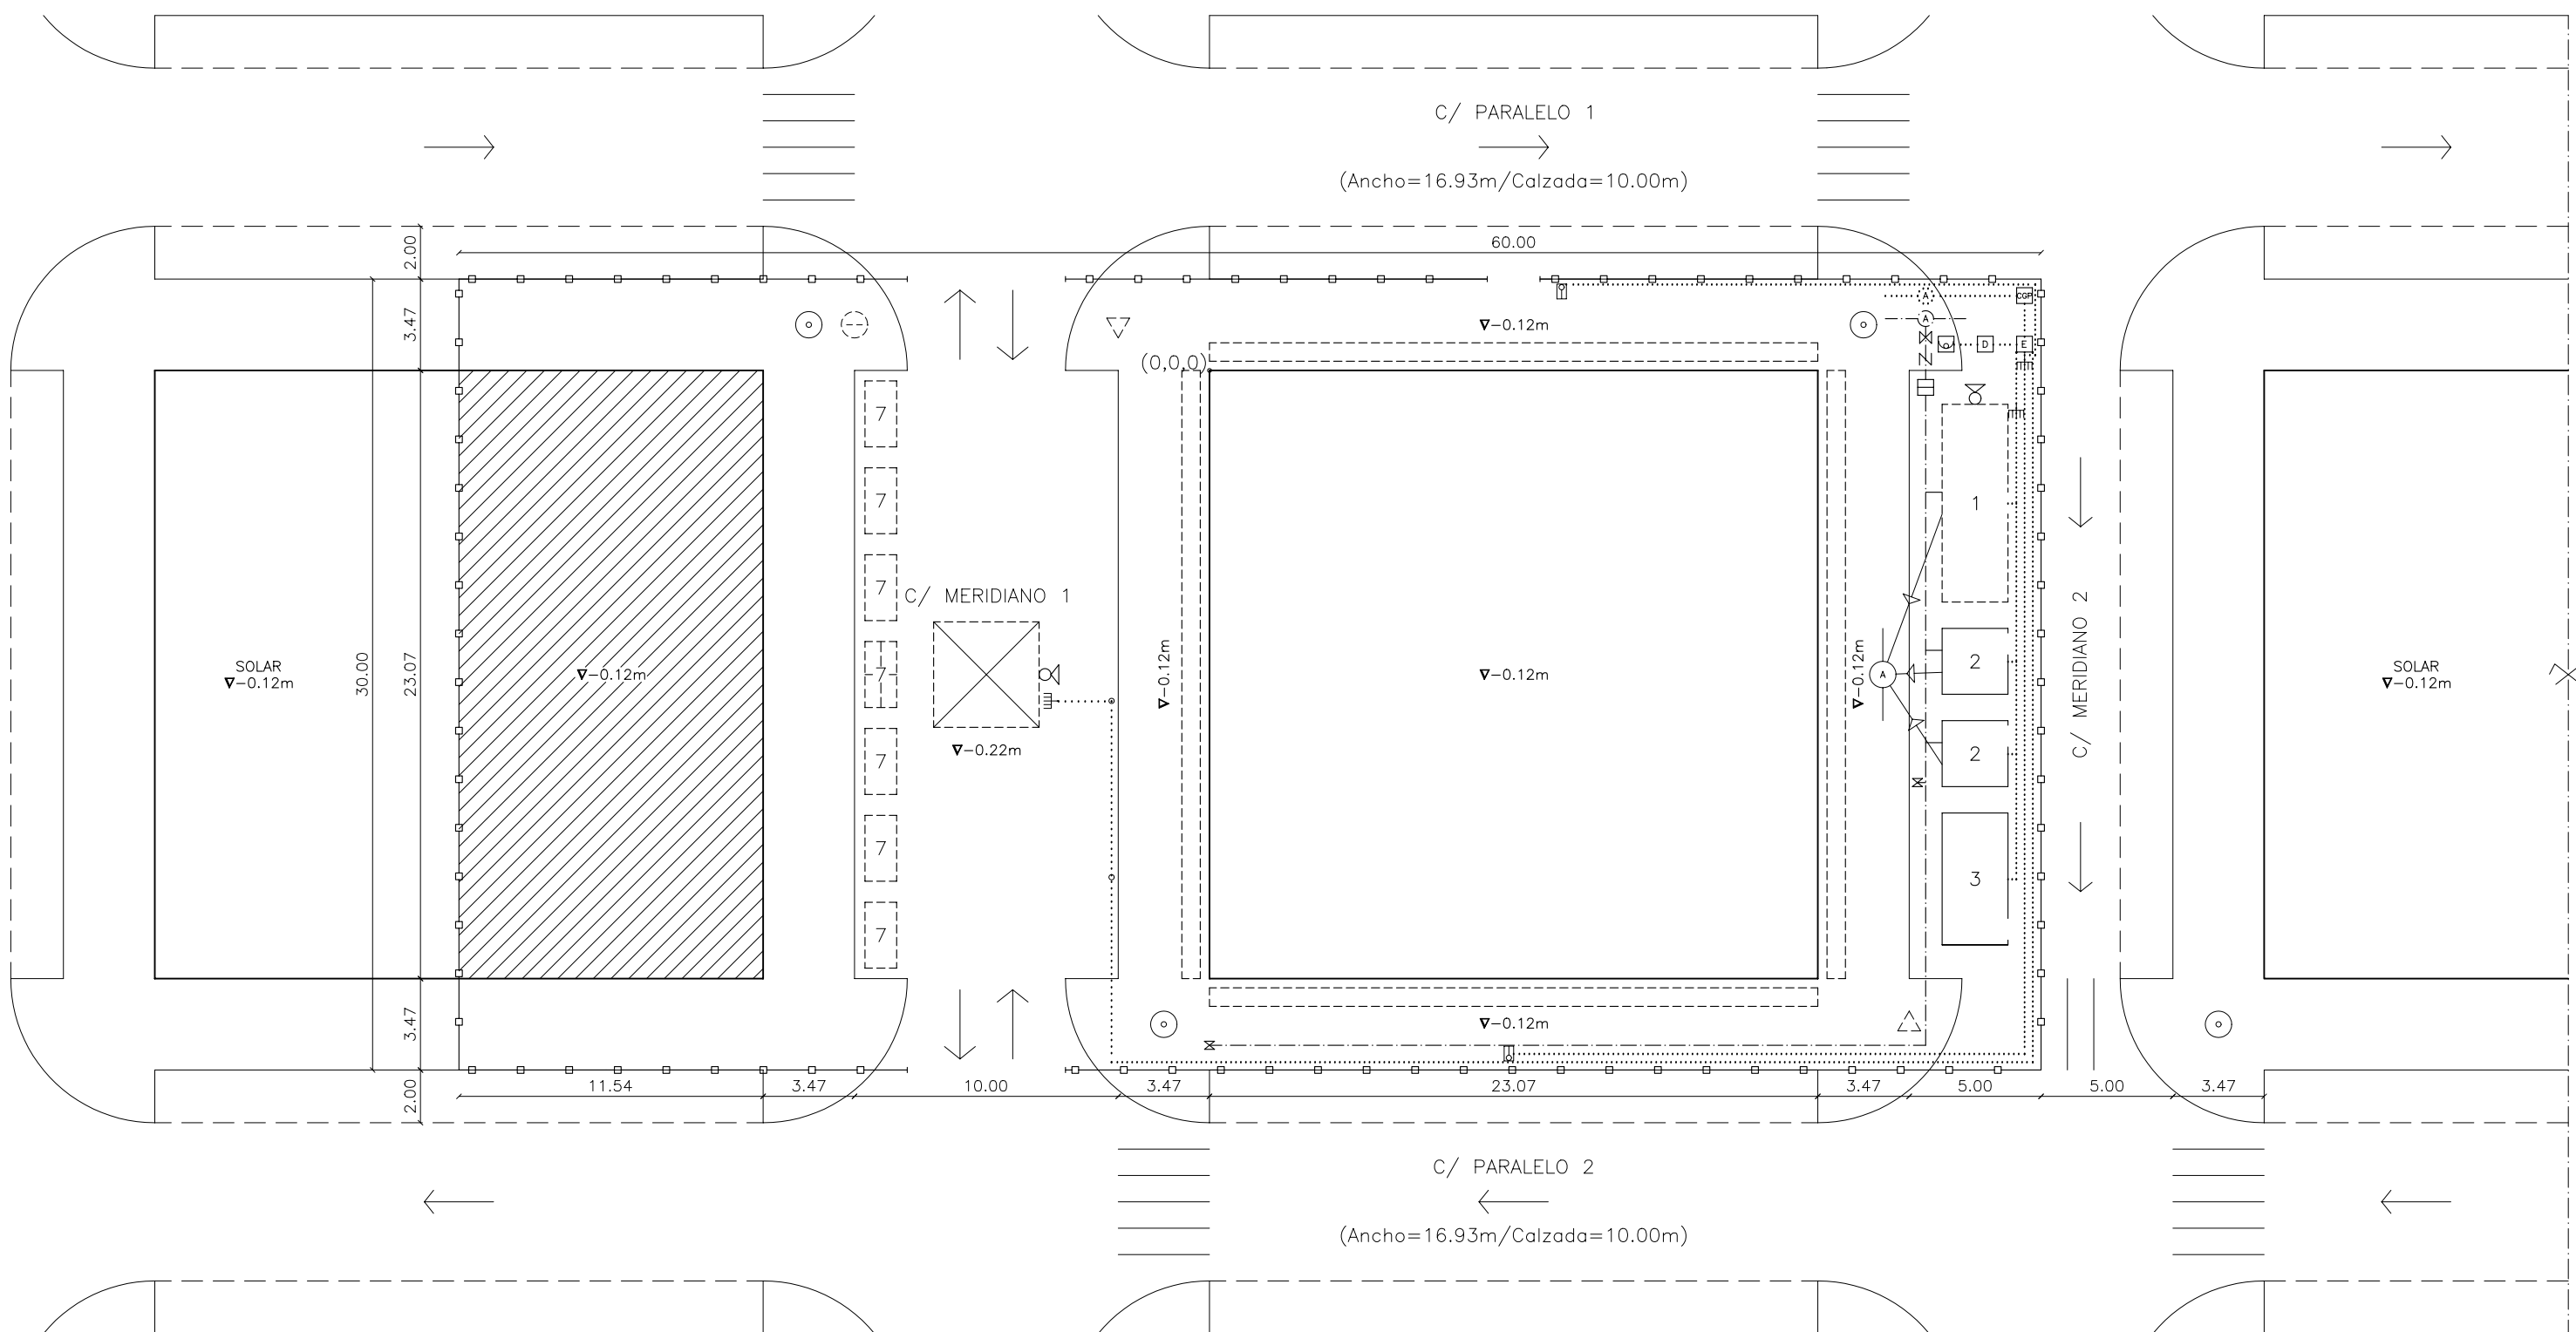 C/ PARALELO 1
(Ancho=16.93m/Calzada=10.00m)
2.00
60.00
3.47
A
CGP
∇-0.12m
A
D
E
(0,0,0)
7
7
1
7
C/ MERIDIANO 1
C/ MERIDIANO 2
30.00
23.07
SOLAR
∇-0.12m
∇-0.12m
7
∇-0.12m
∇-0.12m
∇-0.12m
A
2
SOLAR
∇-0.12m
∇-0.22m
7
2
7
3
7
3.47
∇-0.12m
2.00
11.54
3.47
10.00
3.47
23.07
3.47
5.00
5.00
3.47
C/ PARALELO 2
(Ancho=16.93m/Calzada=10.00m)